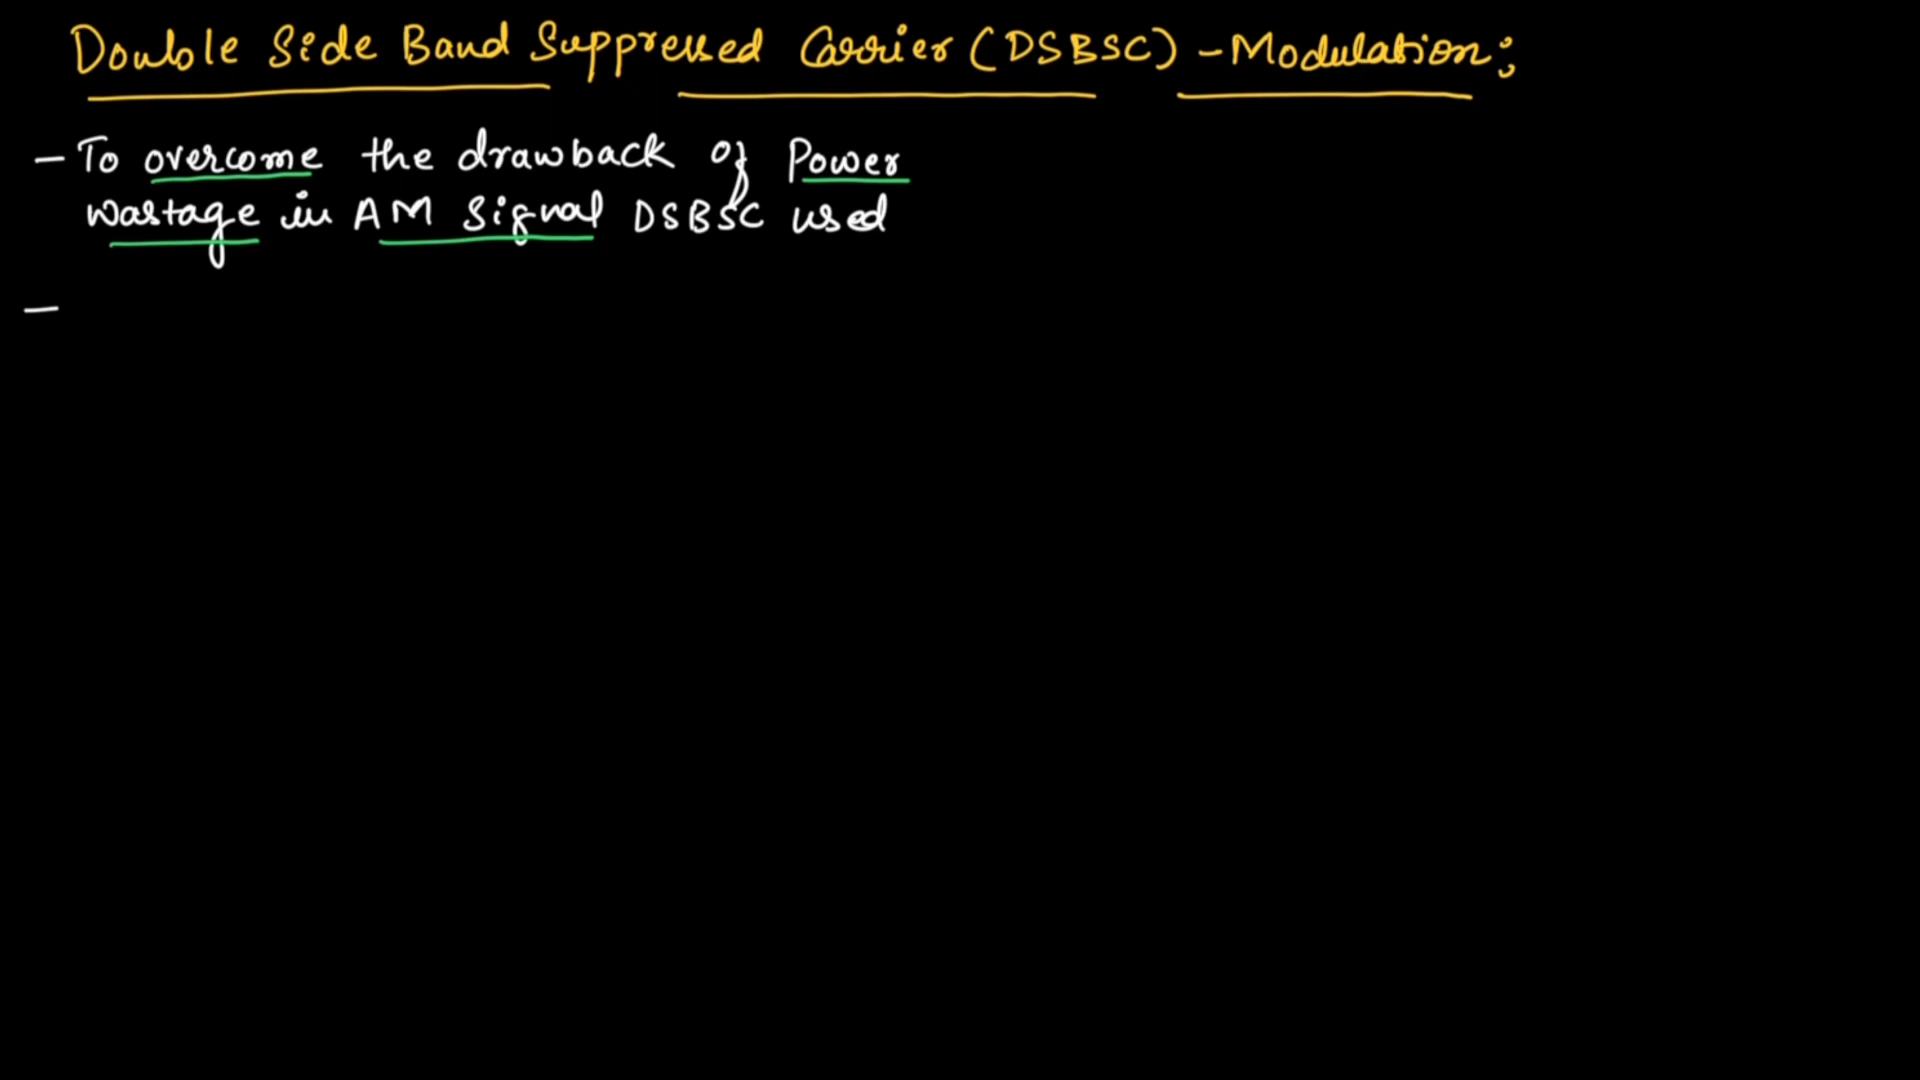 Double Side Band Suppressed Carrier (DSBSC) - Modulation:
- To overcome the drawback of Power
wastage in AM Signal DSBSC used
-